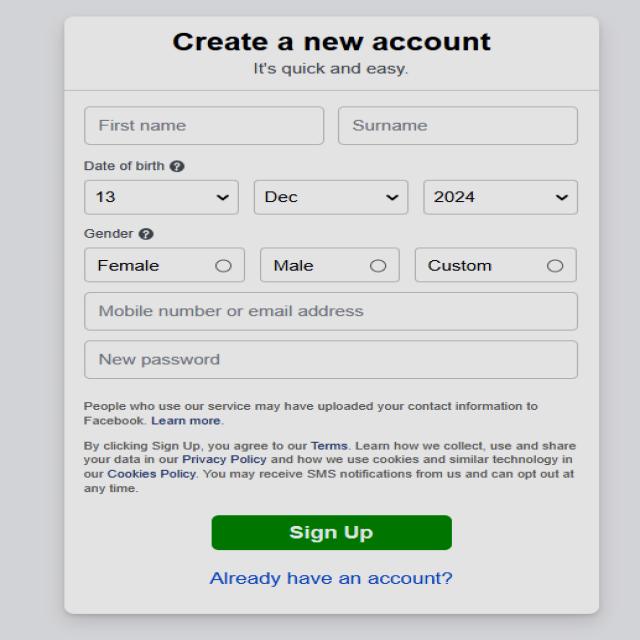 Create a new account
It's quick and easy.
First name Surname
Date of birth ?
13 Dec 2024
Gender ?
Female Male Custom
Mobile number or email address
New password
People who use our service may have uploaded your contact information to
Facebook. Learn more.
By clicking Sign Up, you agree to our Terms. Learn how we collect, use and share
your data in our Privacy Policy and how we use cookies and similar technology in
our Cookies Policy. You may receive SMS notifications from us and can opt out at
any time.
Sign Up
Already have an account?